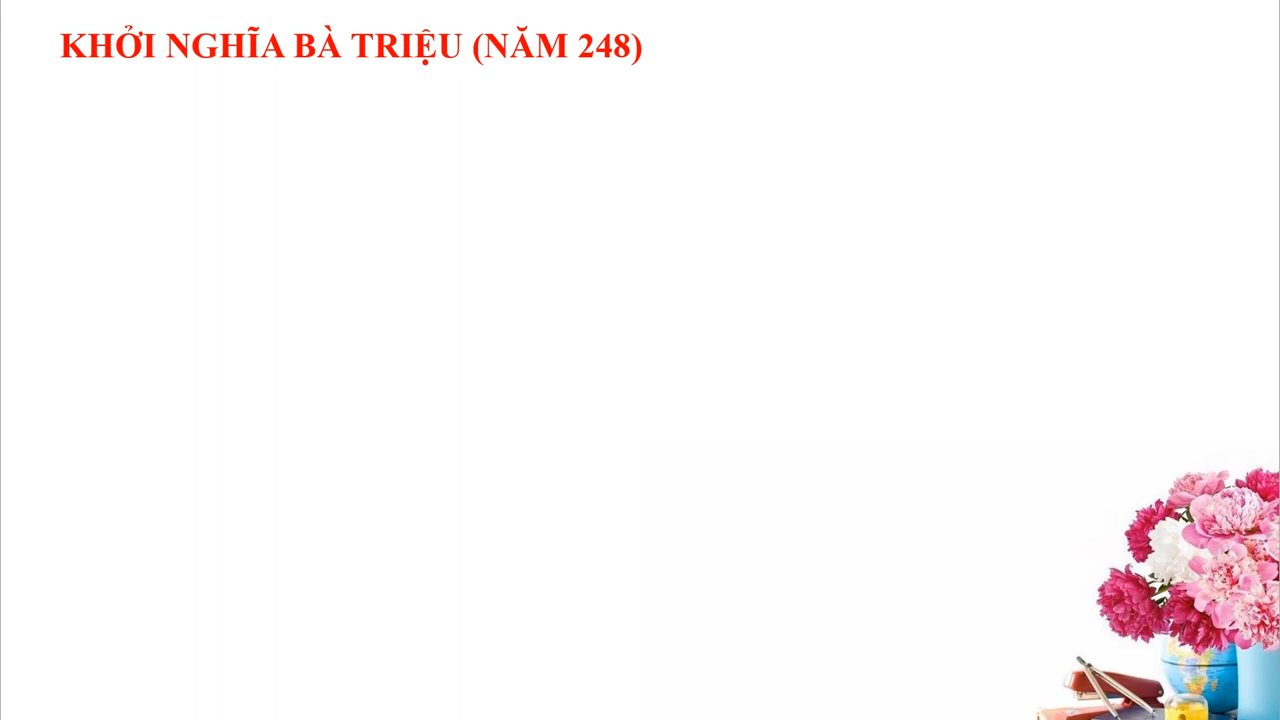 KHỞI NGHĨA BÀ TRIỆU (NĂM 248)